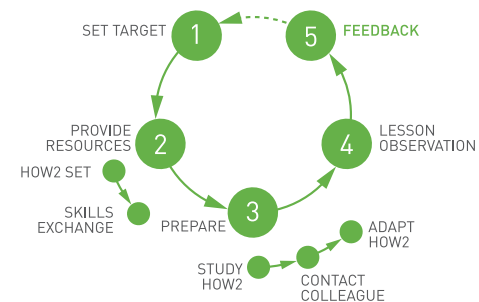 SET TARGET
1
5
FEEDBACK
PROVIDE
RESOURCES
2
4
LESSON
OBSERVATION
HOW2 SET
SKILLS
EXCHANGE
PREPARE
3
ADAPT
HOW2
STUDY
HOW2
CONTACT
COLLEAGUE